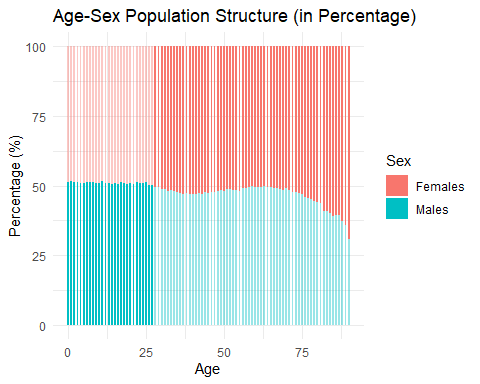 Age-Sex Population Structure (in Percentage)
100
75
50
25
0
Percentage (%)
0 25 50 75
Age
Sex
Females
Males